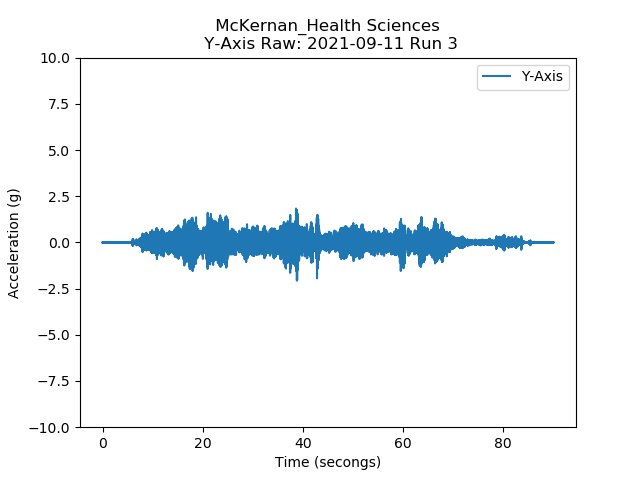 McKernan_Health Sciences
Y-Axis Raw: 2021-09-11 Run 3
Y-Axis
10.0
7.5
5.0
2.5
0.0
−2.5
−5.0
−7.5
−10.0
Acceleration (g)
0 20 40 60 80
Time (secongs)